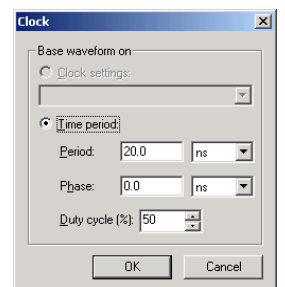 Clock
Base waveform on
Clock settings:
Time period:
Period: 20.0 ns
Phase: 0.0 ns
Duty cycle (%): 50
OK Cancel